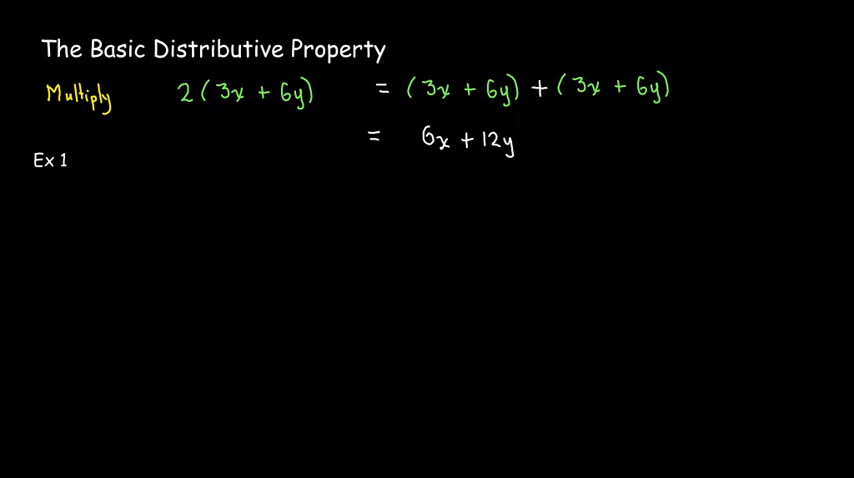 The Basic Distributive Property
Multiply 2(3x + 6y) = (3x + 6y) + (3x + 6y)
= 6x + 12y
Ex 1